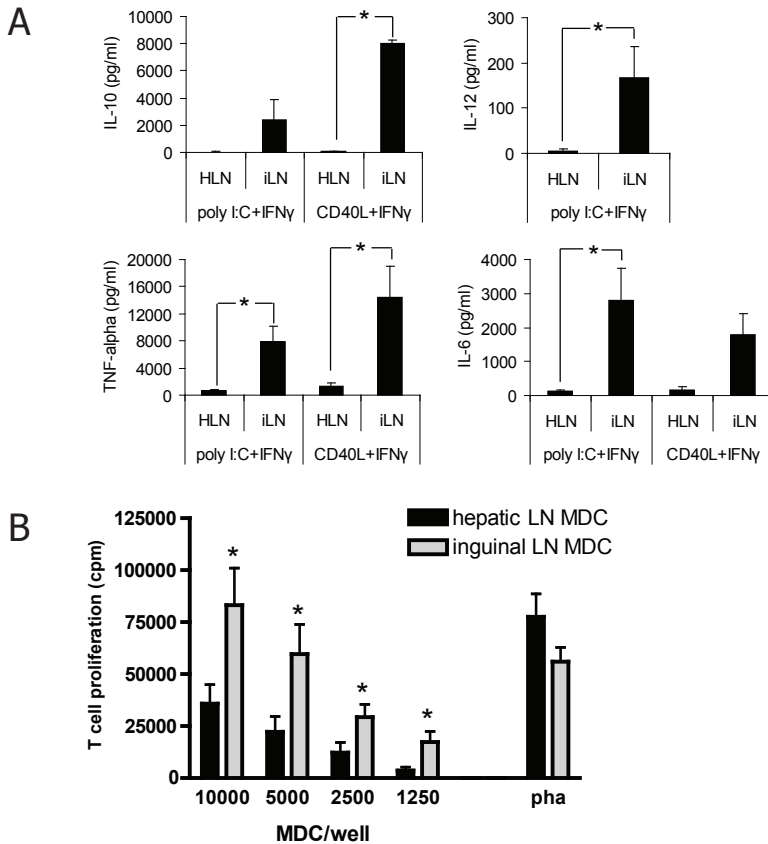 A
IL-10 (pg/ml)
10000
8000
6000
4000
2000
0
*
HLN iLN HLN iLN
poly I:C+IFNγ CD40L+IFNγ
IL-12 (pg/ml)
300
200
100
0
*
HLN iLN
poly I:C+IFNγ
TNF-alpha (pg/ml)
20000
16000
12000
8000
4000
0
* *
HLN iLN HLN iLN
poly I:C+IFNγ CD40L+IFNγ
IL-6 (pg/ml)
4000
3000
2000
1000
0
*
HLN iLN HLN iLN
poly I:C+IFNγ CD40L+IFNγ
B
T cell proliferation (cpm)
125000
100000
75000
50000
25000
0
hepatic LN MDC
inguinal LN MDC
* * * *
10000 5000 2500 1250 pha
MDC/well